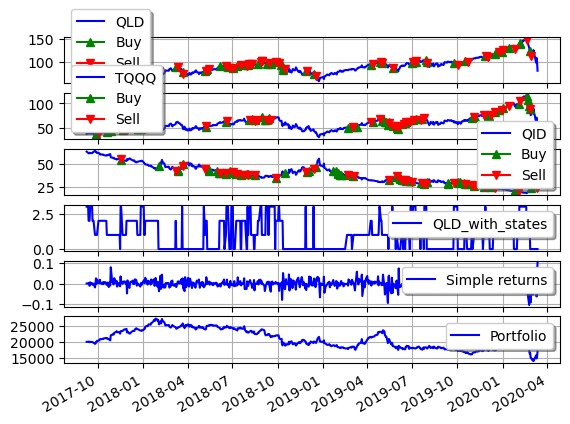 QLD
Buy
Sell
150
100
TQQQ
Buy
Sell
100
50
QID
Buy
Sell
50
25
QLD_with_states
2.5
0.0
Simple returns
0.1
0.0
−0.1
Portfolio
25000
20000
15000
2017-10
2018-01
2018-04
2018-07
2018-10
2019-01
2019-04
2019-07
2019-10
2020-01
2020-04